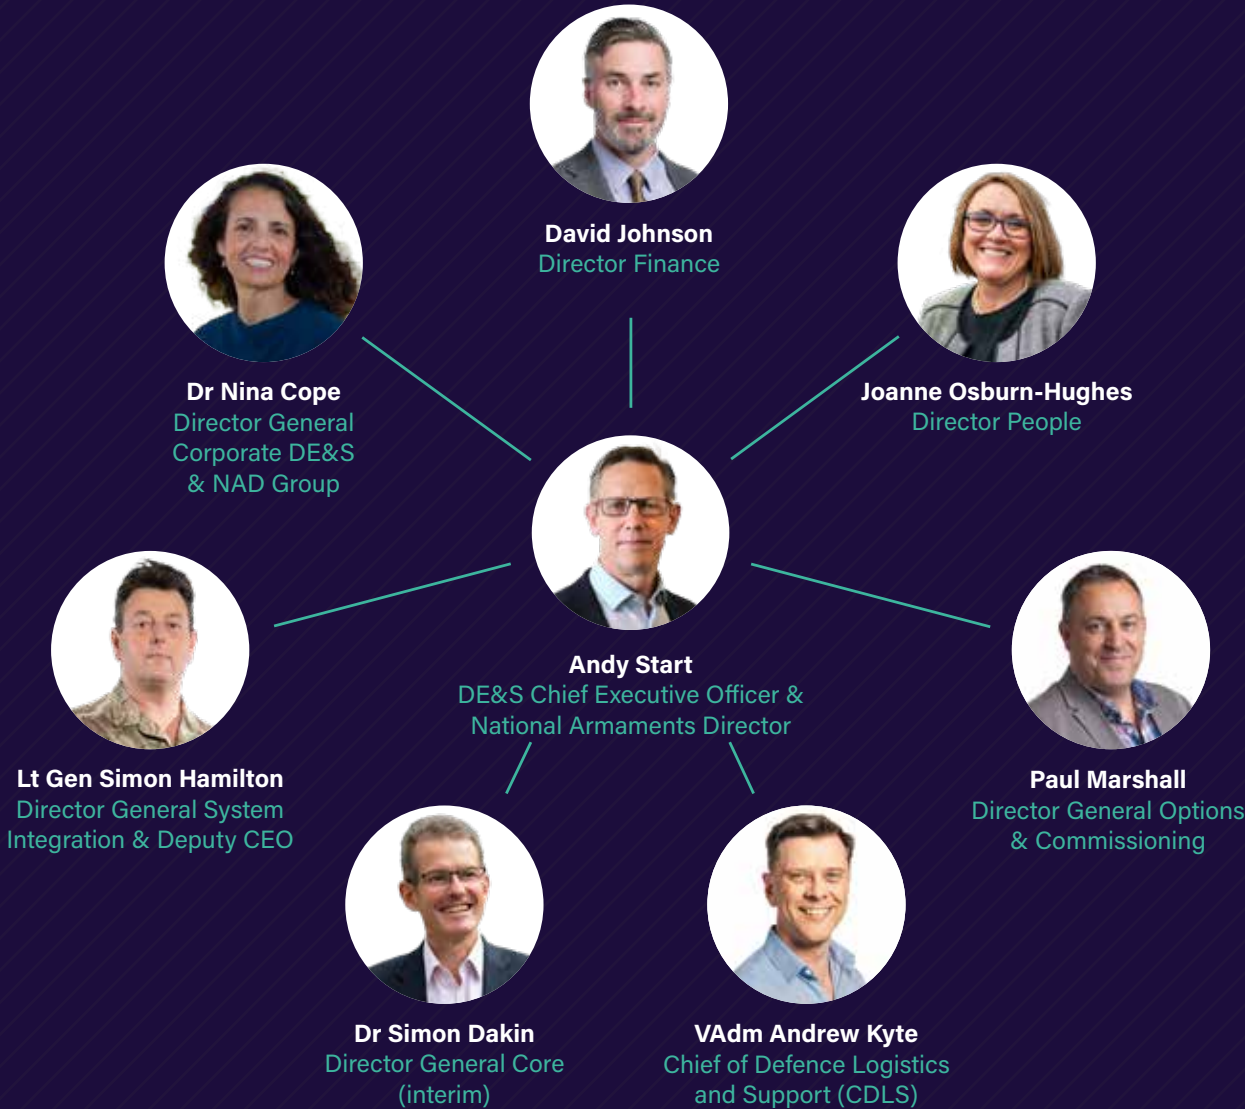 David Johnson
Director Finance
Dr Nina Cope
Director General
Corporate DE&S
& NAD Group
Joanne Osburn-Hughes
Director People
Andy Start
DE&S Chief Executive Officer &
National Armaments Director
Lt Gen Simon Hamilton
Director General System
Integration & Deputy CEO
Paul Marshall
Director General Options
& Commissioning
Dr Simon Dakin
Director General Core
(interim)
VAdm Andrew Kyte
Chief of Defence Logistics
and Support (CDLS)